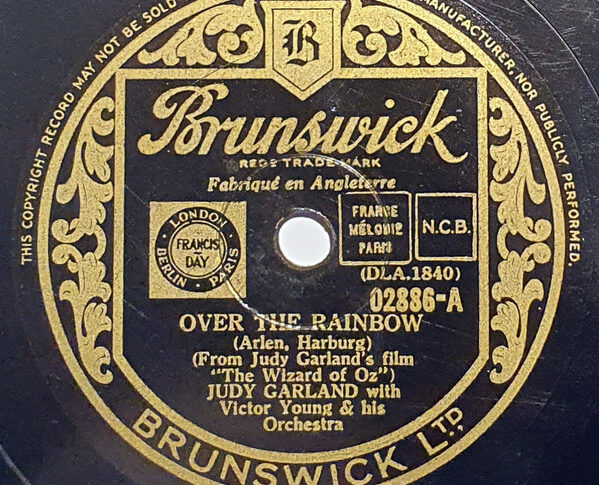 THIS COPYRIGHT RECORD MAY NOT BE SOLD
MANUFACTURER, NOR PUBLICLY PERFORMED.
B
Brunswick
REGD TRADE-MARK
Fabriqué en Angleterre
LONDON
FRANCIS
DAY
BERLIN · PARIS
FRANCE
MÉLODIE
PARIS
N.C.B.
(DLA.1840)
02886-A
OVER THE RAINBOW
(Arlen, Harburg)
(From Judy Garland's film
"The Wizard of Oz")
JUDY GARLAND with
Victor Young & his
Orchestra
BRUNSWICK LTD,